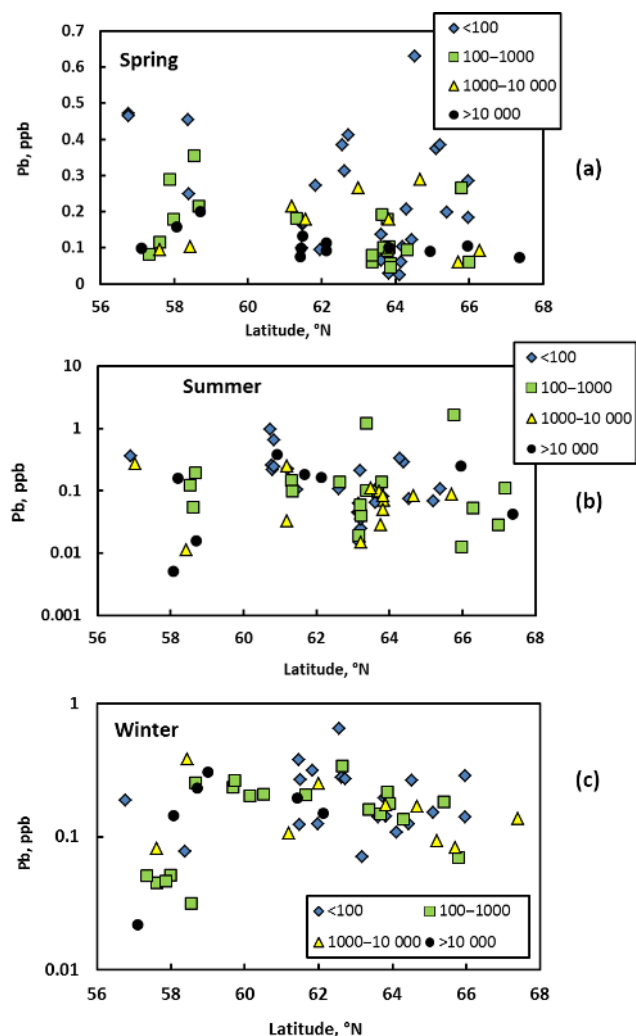 0.7
0.6
0.5
0.4
0.3
0.2
0.1
0
Pb, ppb
Spring
<100
100–1000
1000–10 000
>10 000
(a)
56 58 60 62 64 66 68
Latitude, °N
10
1
0.1
0.01
0.001
Pb, ppb
Summer
<100
100–1000
1000–10 000
>10 000
(b)
56 58 60 62 64 66 68
Latitude, °N
1
0.1
0.01
Pb, ppb
Winter
<100 100–1000
1000–10 000 >10 000
(c)
56 58 60 62 64 66 68
Latitude, °N